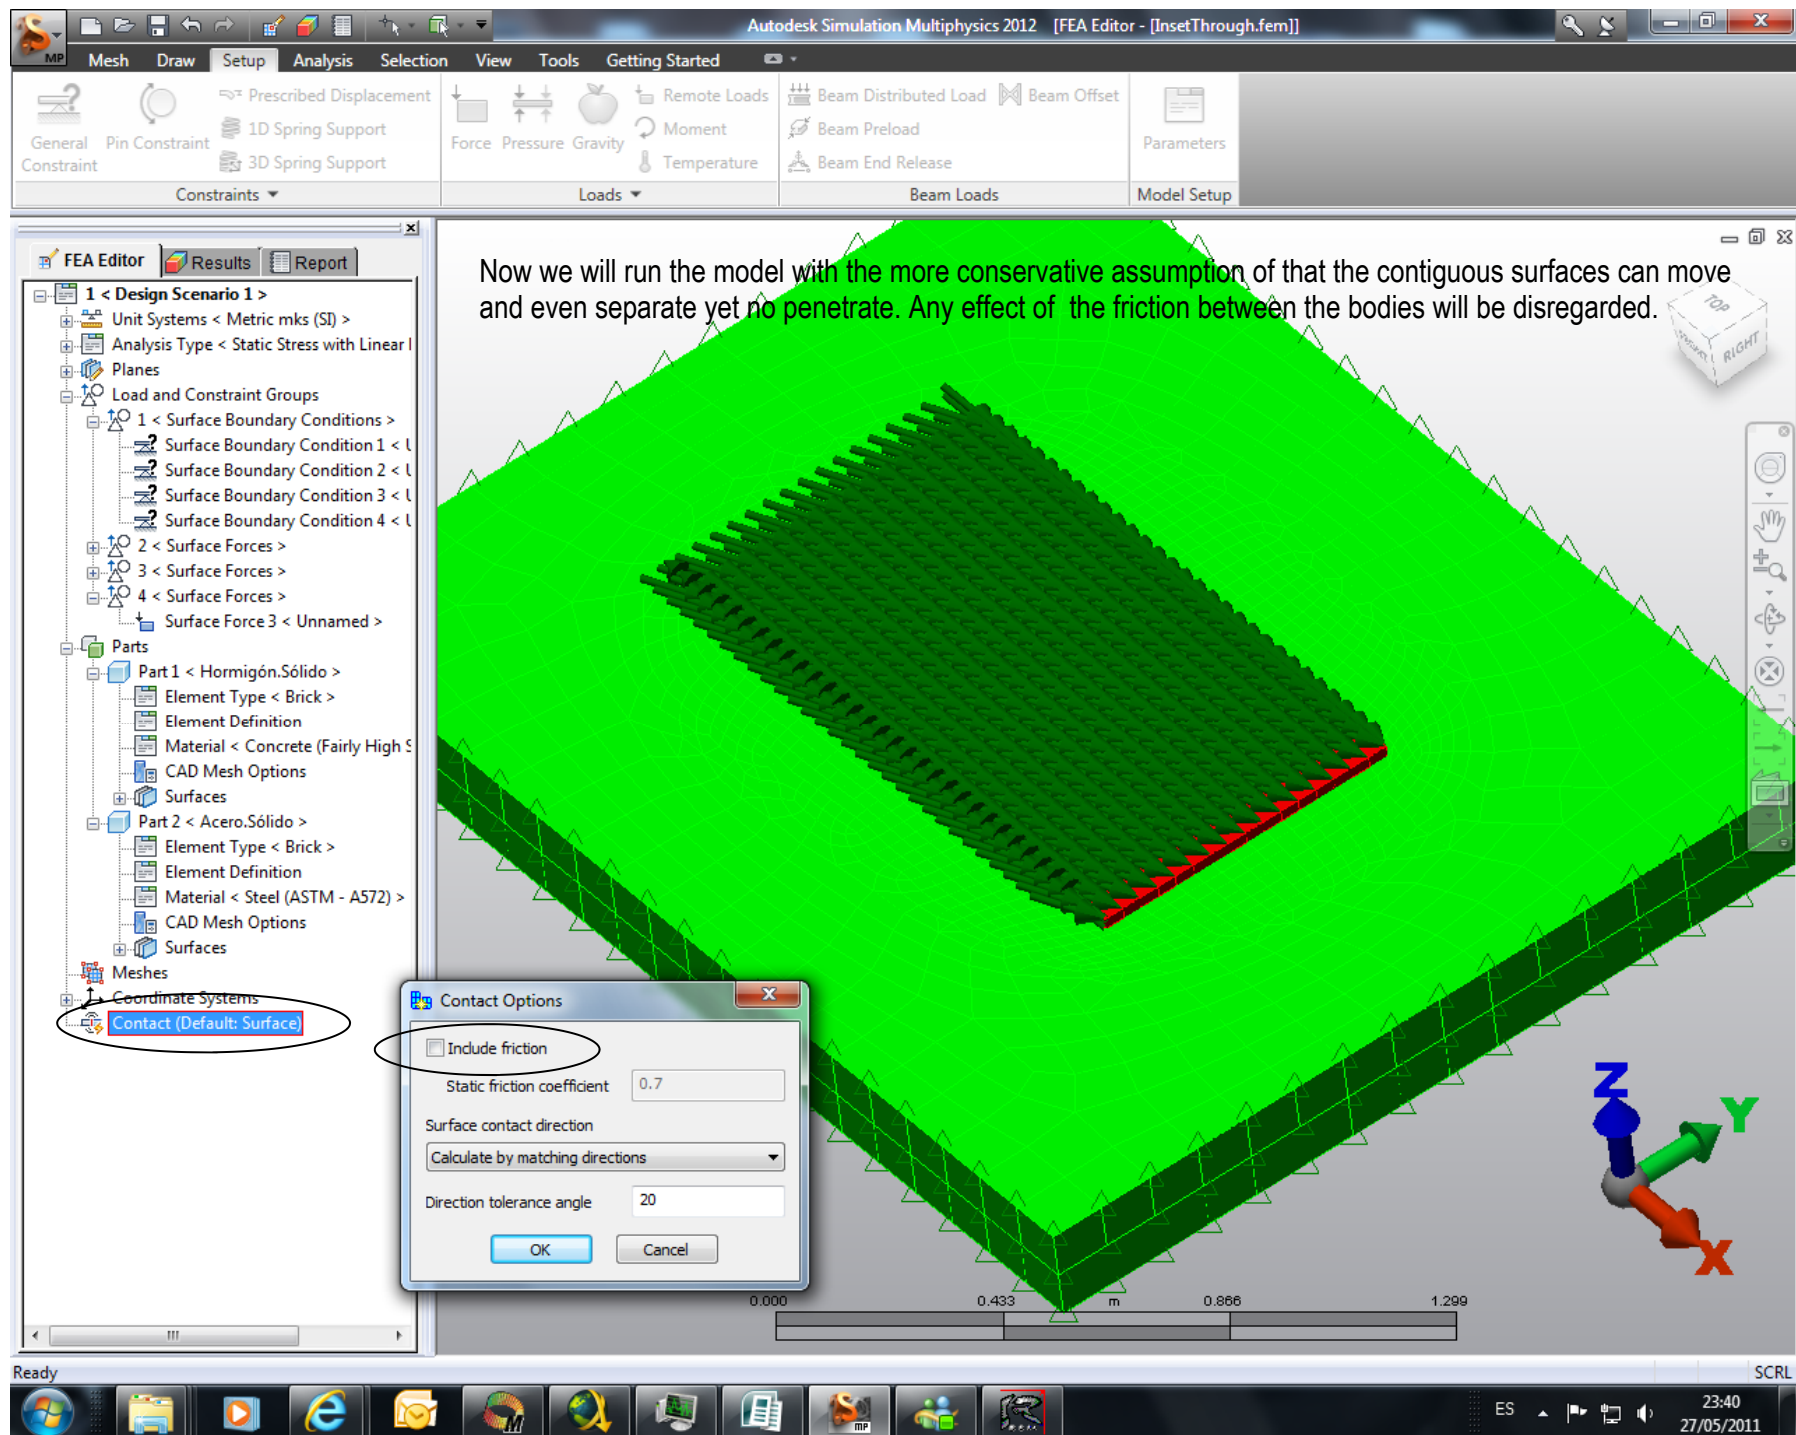 Autodesk Simulation Multiphysics 2012 [FEA Editor - [InsetThrough.fem]]
MP
Mesh Draw Setup Analysis Selection View Tools Getting Started
General Constraint
Pin Constraint
Prescribed Displacement
1D Spring Support
3D Spring Support
Constraints
Force Pressure Gravity
Remote Loads
Moment
Temperature
Loads
Beam Distributed Load
Beam Offset
Beam Preload
Beam End Release
Beam Loads
Parameters
Model Setup
FEA Editor Results Report
1 < Design Scenario 1 >
Unit Systems < Metric mks (SI) >
Analysis Type < Static Stress with Linear
Planes
Load and Constraint Groups
1 < Surface Boundary Conditions >
Surface Boundary Condition 1 <
Surface Boundary Condition 2 <
Surface Boundary Condition 3 <
Surface Boundary Condition 4 <
2 < Surface Forces >
3 < Surface Forces >
4 < Surface Forces >
Surface Force 3 < Unnamed >
Parts
Part 1 < Hormigón.Sólido >
Element Type < Brick >
Element Definition
Material < Concrete (Fairly High S
CAD Mesh Options
Surfaces
Part 2 < Acero.Sólido >
Element Type < Brick >
Element Definition
Material < Steel (ASTM - A572) >
CAD Mesh Options
Surfaces
Meshes
Coordinate Systems
Contact (Default: Surface)
Now we will run the model with the more conservative assumption of that the contiguous surfaces can move
and even separate yet no penetrate. Any effect of the friction between the bodies will be disregarded.
TOP
RIGHT
Contact Options
Include friction
Static friction coefficient 0.7
Surface contact direction
Calculate by matching directions
Direction tolerance angle 20
OK Cancel
Z
Y
X
0.000 0.433 m 0.866 1.299
Ready
SCRL
MP
ES
23:40
27/05/2011